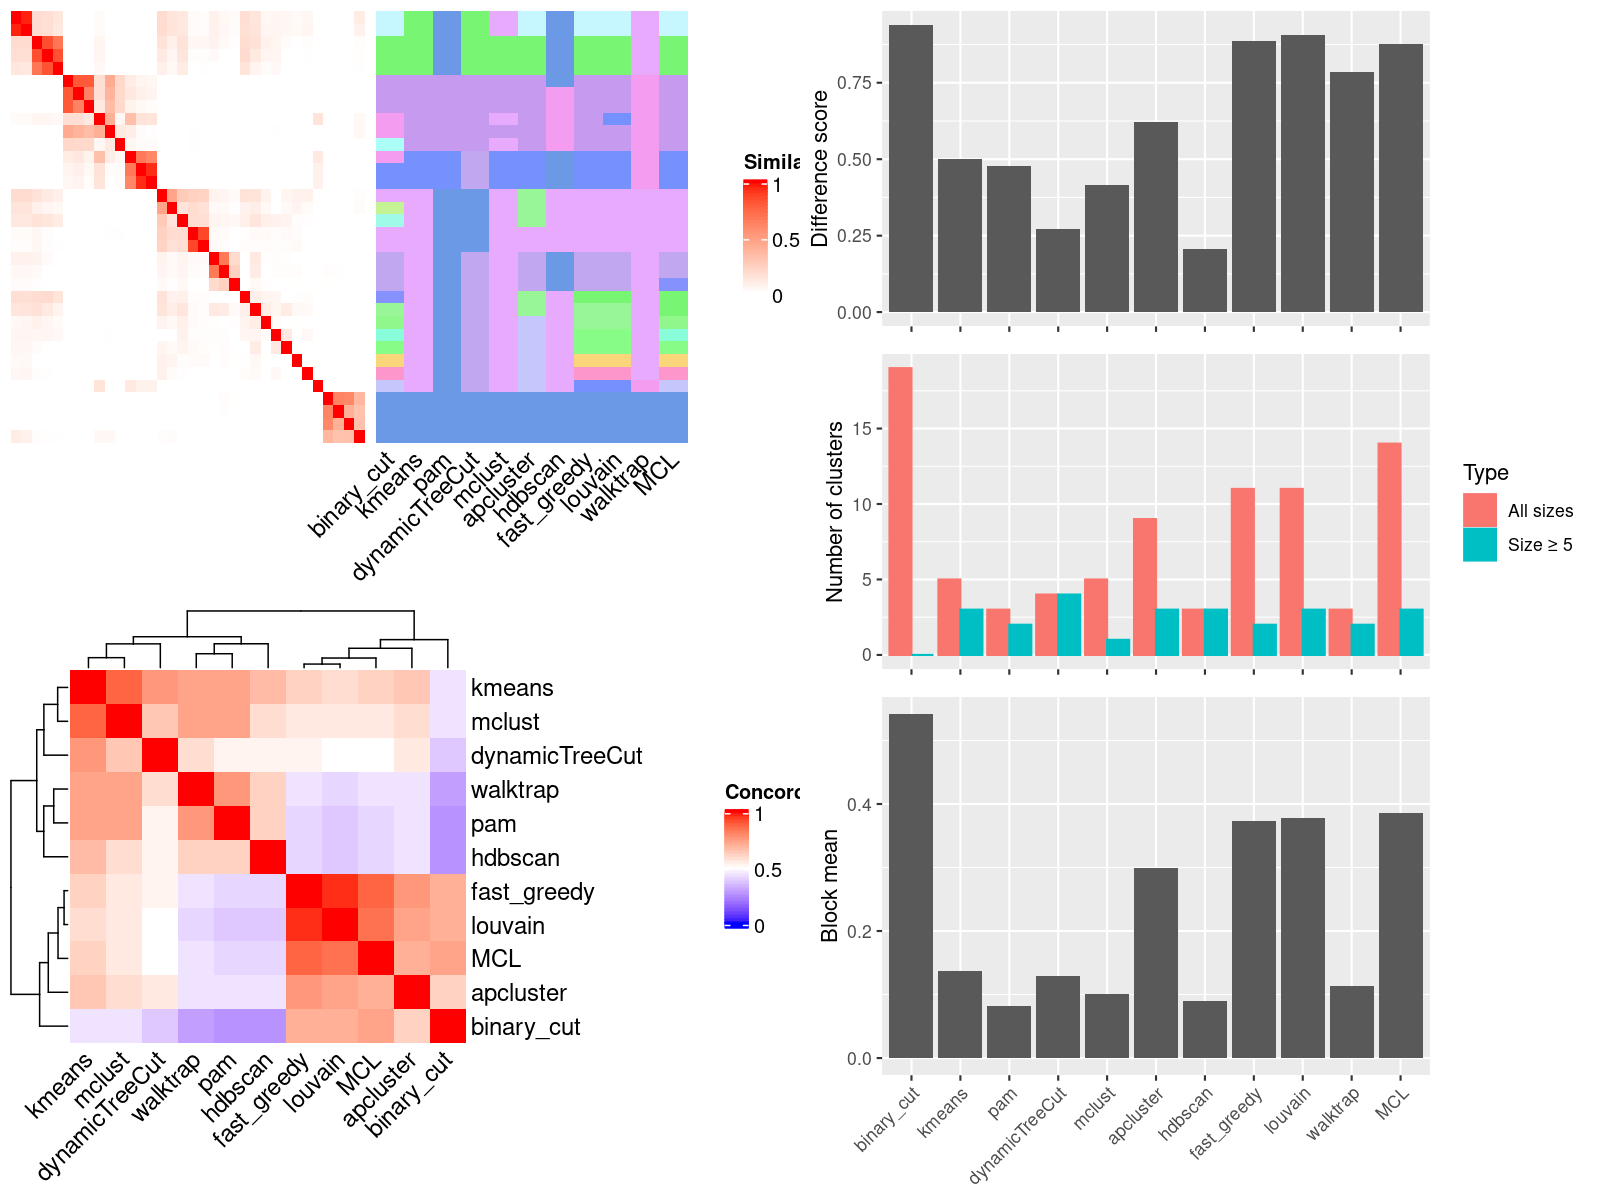 Simila
1
0.5
0
binary_cut
kmeans
pam
dynamicTreeCut
mclust
apcluster
hdbscan
fast_greedy
louvain
walktrap
MCL
kmeans
mclust
dynamicTreeCut
walktrap
pam
hdbscan
fast_greedy
louvain
MCL
apcluster
binary_cut
kmeans
mclust
dynamicTreeCut
walktrap
pam
hdbscan
fast_greedy
louvain
MCL
apcluster
binary_cut
Concord
1
0.5
0
Difference score
0.75
0.50
0.25
0.00
Number of clusters
15
10
5
0
Type
All sizes
Size ≥ 5
Block mean
0.4
0.2
0.0
binary_cut
kmeans
pam
dynamicTreeCut
mclust
apcluster
hdbscan
fast_greedy
louvain
walktrap
MCL